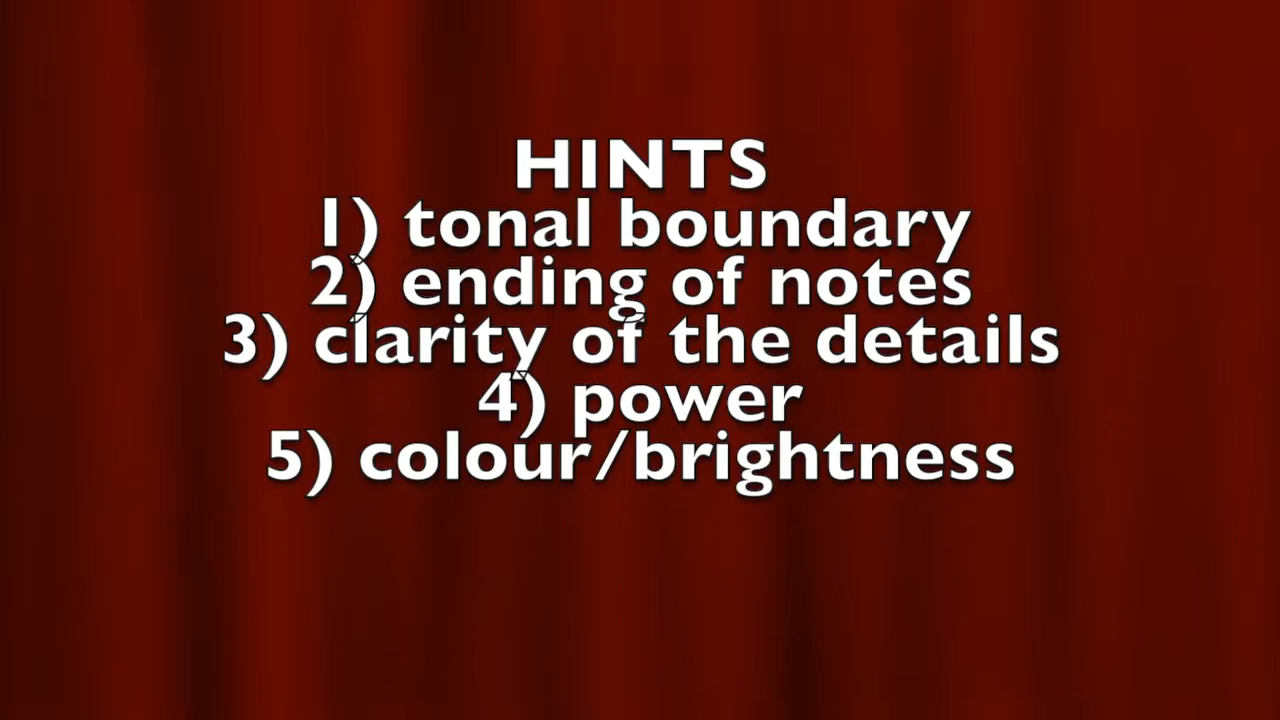 HINTS
1) tonal boundary
2) ending of notes
3) clarity of the details
4) power
5) colour/brightness